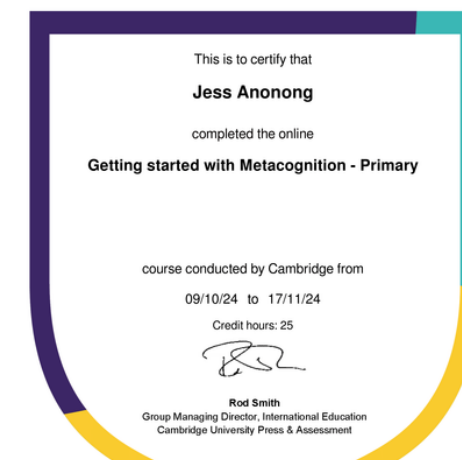 This is to certify that
Jess Anonong
completed the online
Getting started with Metacognition - Primary
course conducted by Cambridge from
09/10/24 to 17/11/24
Credit hours: 25
Rod Smith
Group Managing Director, International Education
Cambridge University Press & Assessment